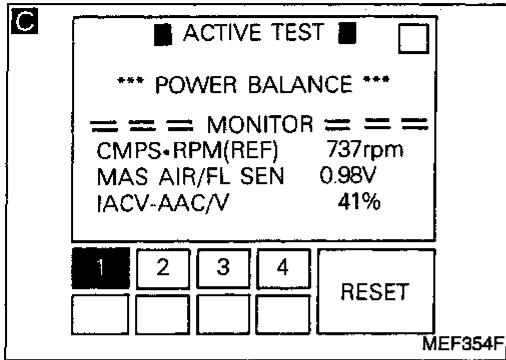 C
ACTIVE TEST
*** POWER BALANCE ***
= = = MONITOR = = =
CMPS•RPM(REF) 737rpm
MAS AIR/FL SEN 0.98V
IACV-AAC/V 41%
1 2 3 4
RESET
MEF354F